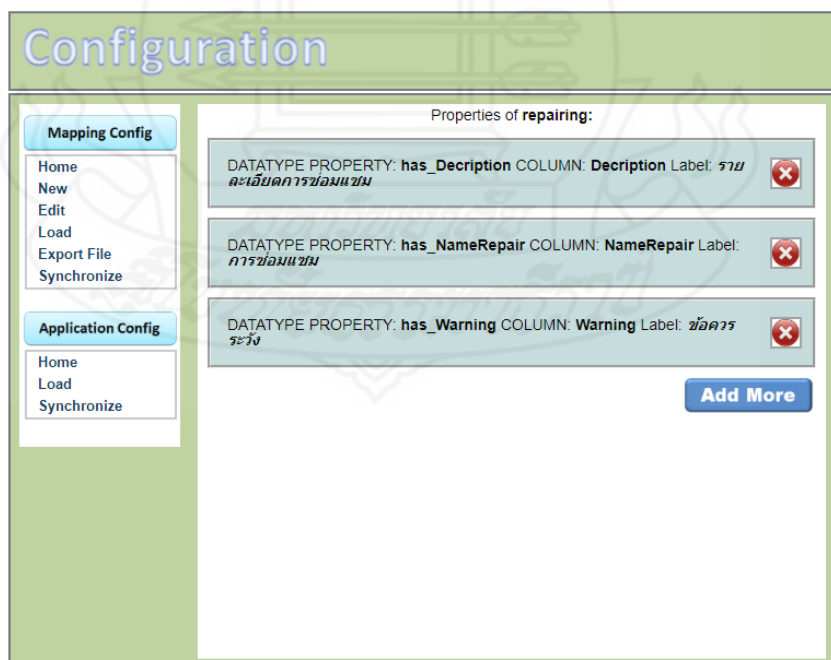 Configuration
Mapping Config
Home
New
Edit
Load
Export File
Synchronize
Application Config
Home
Load
Synchronize
Properties of repairing:
DATATYPE PROPERTY: has_Decription COLUMN: Decription Label: ราย
ละเอียดการซ่อมแซม
DATATYPE PROPERTY: has_NameRepair COLUMN: NameRepair Label:
การซ่อมแซม
DATATYPE PROPERTY: has_Warning COLUMN: Warning Label: ข้อควร
ระวัง
Add More